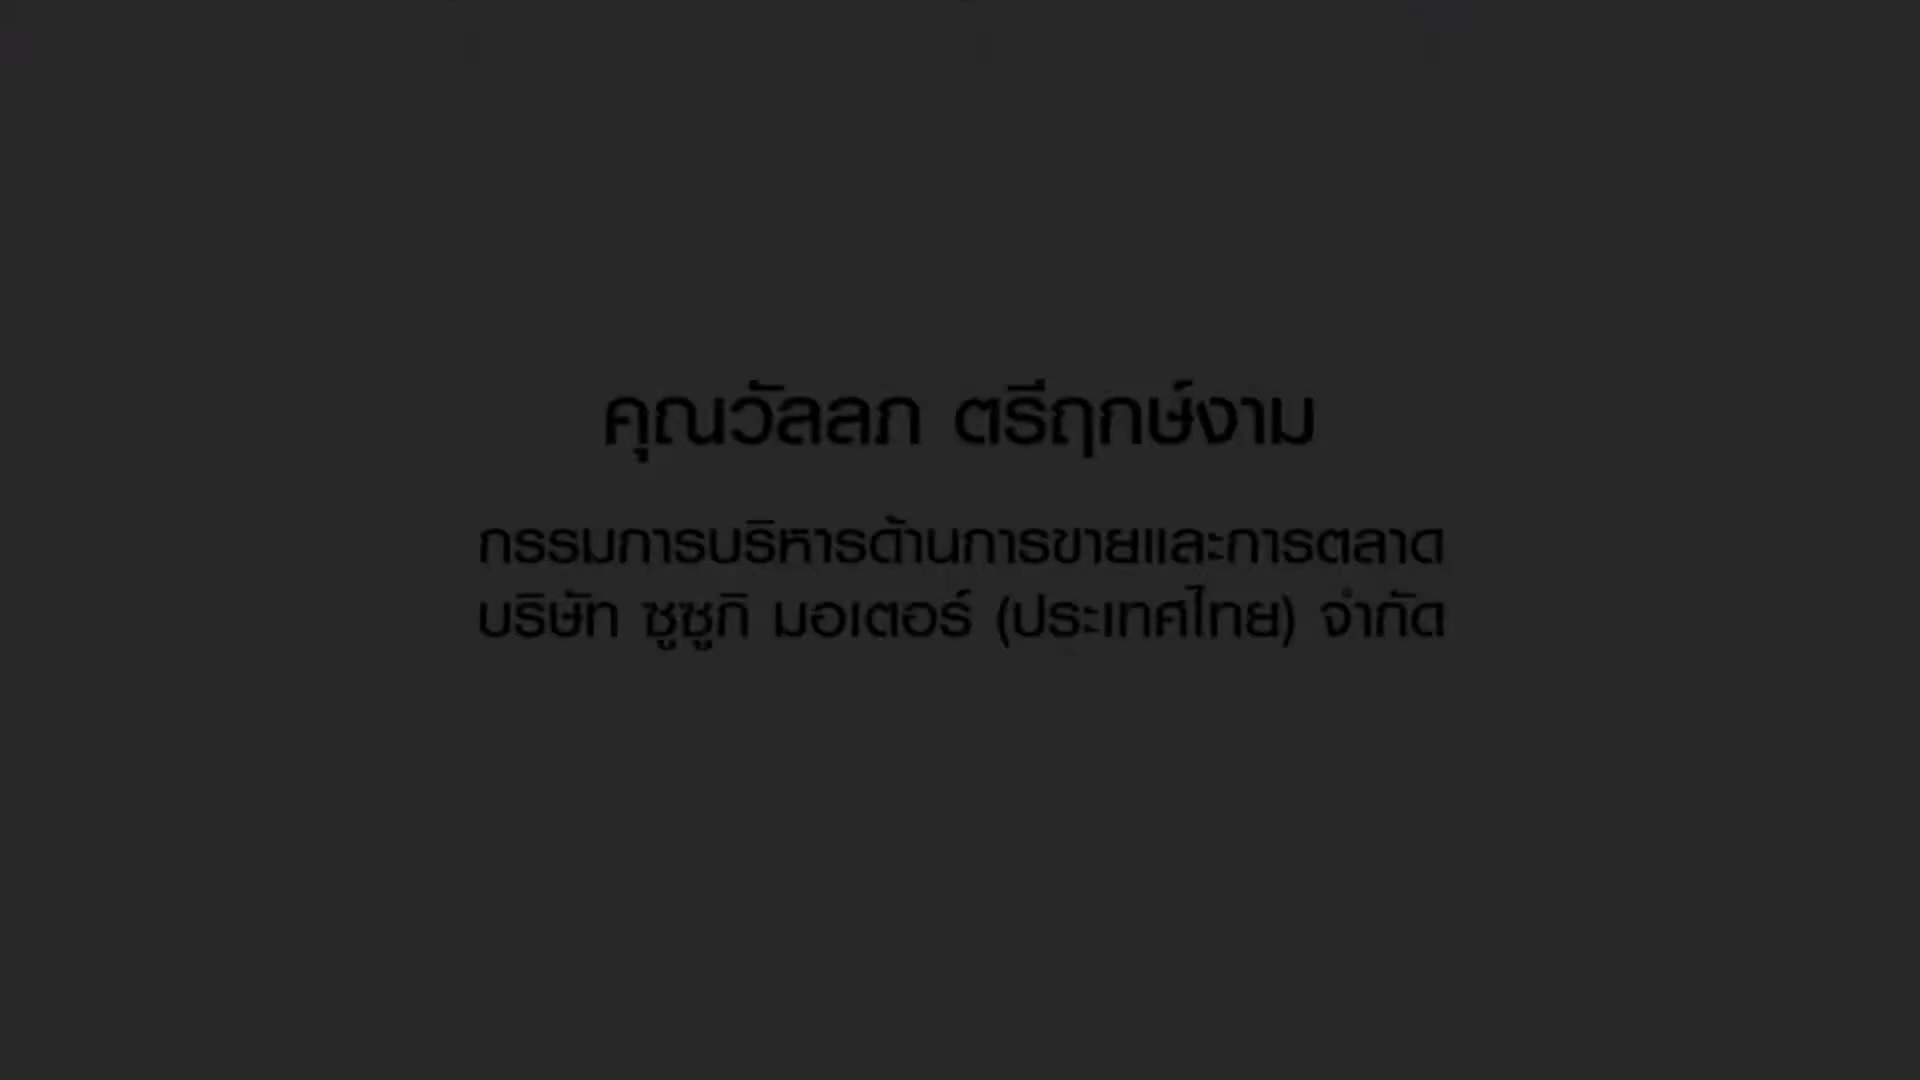 คุณวัลลภ ตรีฤกษ์งาม
กรรมการบริหารด้านการขายและการตลาด
บริษัท ซูซูกิ มอเตอร์ (ประเทศไทย) จำกัด